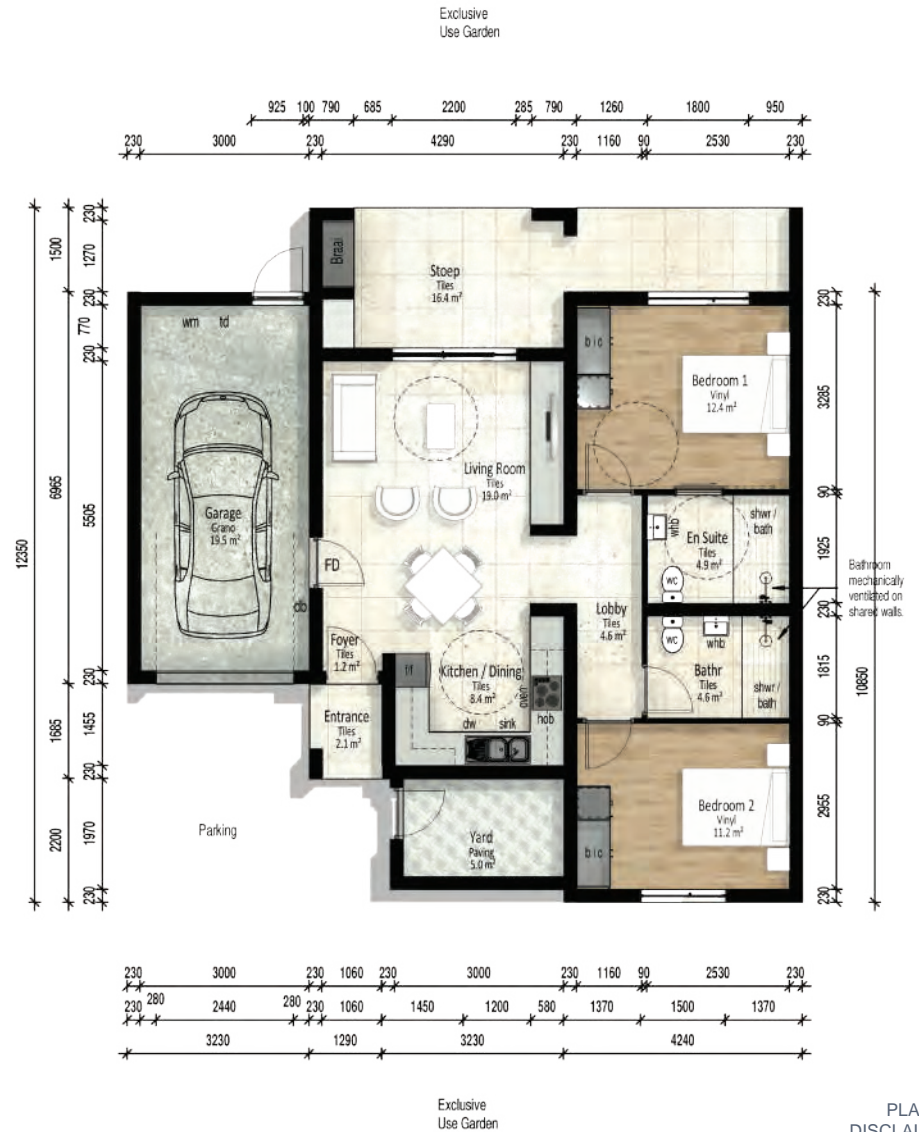 Exclusive
Use Garden
925 100 790 685 2200 285 790 1260 1800 950
230 3000 230 4290 230 1160 90 2530 230
12350
1500
6965
1685
2200
230
1270
230
770
230
5505
230
1455
230
1970
230
Braai
Stoep
Tiles
16.4 m²
wm td
Garage
Grano
19.5 m²
db
FD
Living Room
Tiles
19.0 m²
Foyer
Tiles
1.2 m²
Entrance
Tiles
2.1 m²
Kitchen / Dining
Tiles
8.4 m²
f/f
oven
hob
dw sink
Yard
Paving
5.0 m²
Parking
Lobby
Tiles
4.6 m²
bic
Bedroom 1
Vinyl
12.4 m²
whb
En Suite
Tiles
4.9 m²
shwr /
bath
WC
WC
whb
Bathr
Tiles
4.6 m²
shwr /
bath
Bedroom 2
Vinyl
11.2 m²
bic
Bathroom
mechanically
ventilated on
shared walls.
230
3285
90
1925
230
1815
90
2955
230
10850
230 3000 230 1060 230 3000 230 1160 90 2530 230
230 280 2440 280 230 1060 1450 1200 580 1370 1500 1370
3230 1290 3230 4240
Exclusive
Use Garden
PLA
DISCLAI